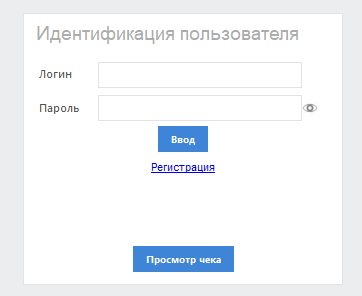 Идентификация пользователя
Логин
Пароль
Ввод
Регистрация
Просмотр чека